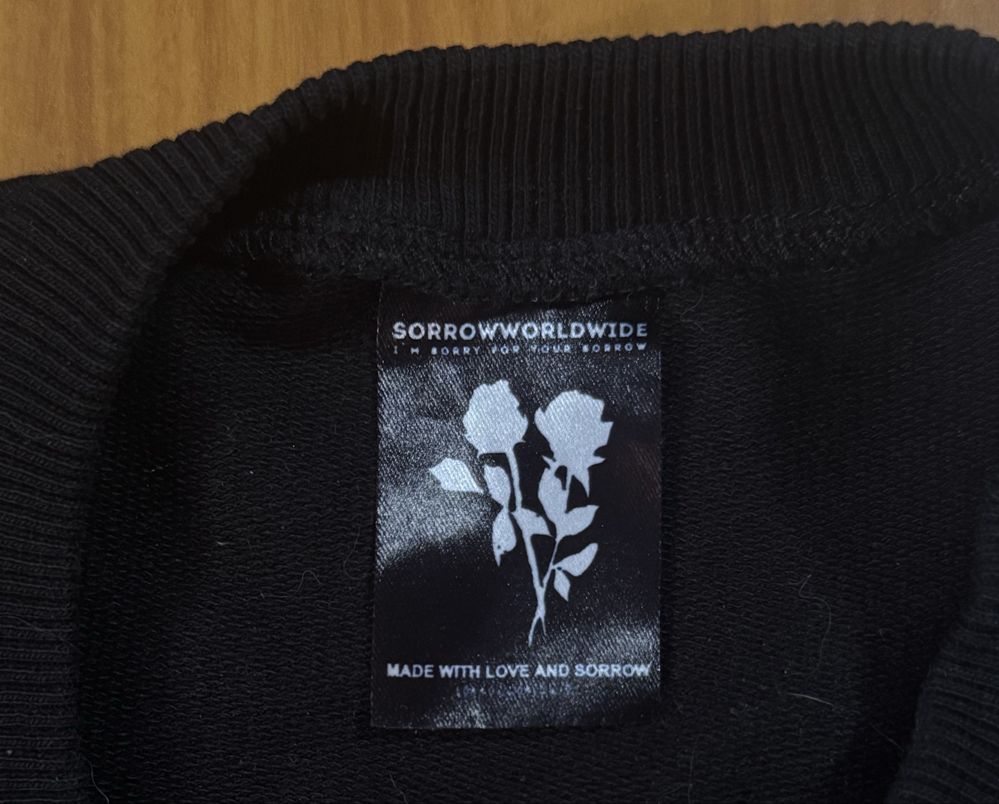 SORROWWORLDWIDE
I'M SORRY FOR YOUR SORROW
MADE WITH LOVE AND SORROW